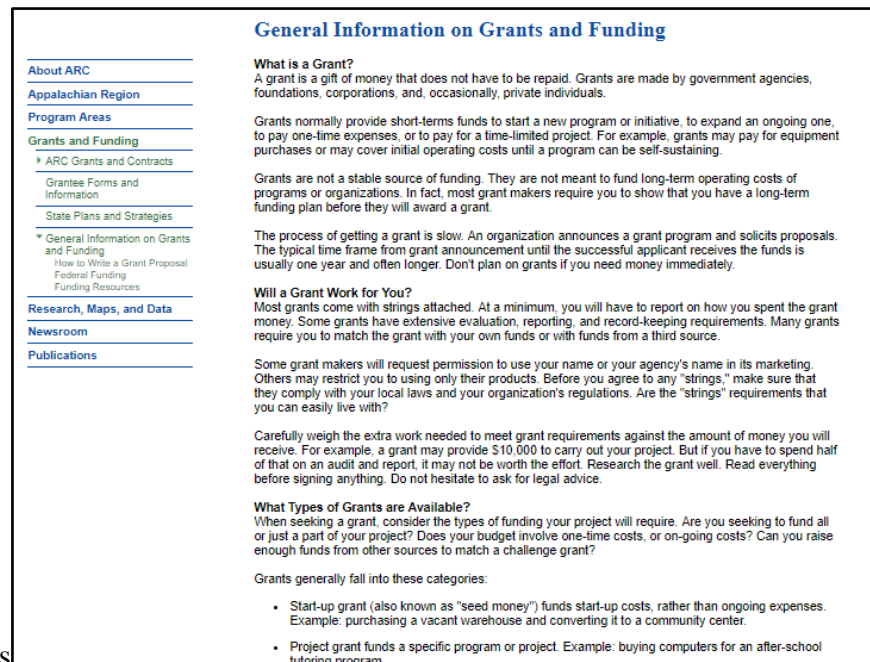 General Information on Grants and Funding
About ARC
Appalachian Region
Program Areas
Grants and Funding
ARC Grants and Contracts
Grantee Forms and
Information
State Plans and Strategies
General Information on Grants
and Funding
How to Write a Grant Proposal
Federal Funding
Funding Resources
Research, Maps, and Data
Newsroom
Publications
What is a Grant?
A grant is a gift of money that does not have to be repaid. Grants are made by government agencies,
foundations, corporations, and, occasionally, private individuals.
Grants normally provide short-terms funds to start a new program or initiative, to expand an ongoing one,
to pay one-time expenses, or to pay for a time-limited project. For example, grants may pay for equipment
purchases or may cover initial operating costs until a program can be self-sustaining.
Grants are not a stable source of funding. They are not meant to fund long-term operating costs of
programs or organizations. In fact, most grant makers require you to show that you have a long-term
funding plan before they will award a grant.
The process of getting a grant is slow. An organization announces a grant program and solicits proposals.
The typical time frame from grant announcement until the successful applicant receives the funds is
usually one year and often longer. Don't plan on grants if you need money immediately.
Will a Grant Work for You?
Most grants come with strings attached. At a minimum, you will have to report on how you spent the grant
money. Some grants have extensive evaluation, reporting, and record-keeping requirements. Many grants
require you to match the grant with your own funds or with funds from a third source.
Some grant makers will request permission to use your name or your agency's name in its marketing.
Others may restrict you to using only their products. Before you agree to any "strings," make sure that
they comply with your local laws and your organization's regulations. Are the "strings" requirements that
you can easily live with?
Carefully weigh the extra work needed to meet grant requirements against the amount of money you will
receive. For example, a grant may provide $10,000 to carry out your project. But if you have to spend half
of that on an audit and report, it may not be worth the effort. Research the grant well. Read everything
before signing anything. Do not hesitate to ask for legal advice.
What Types of Grants are Available?
When seeking a grant, consider the types of funding your project will require. Are you seeking to fund all
or just a part of your project? Does your budget involve one-time costs, or on-going costs? Can you raise
enough funds from other sources to match a challenge grant?
Grants generally fall into these categories:
• Start-up grant (also known as "seed money") funds start-up costs, rather than ongoing expenses.
Example: purchasing a vacant warehouse and converting it to a community center.
• Project grant funds a specific program or project. Example: buying computers for an after-school
tutoring program.
s